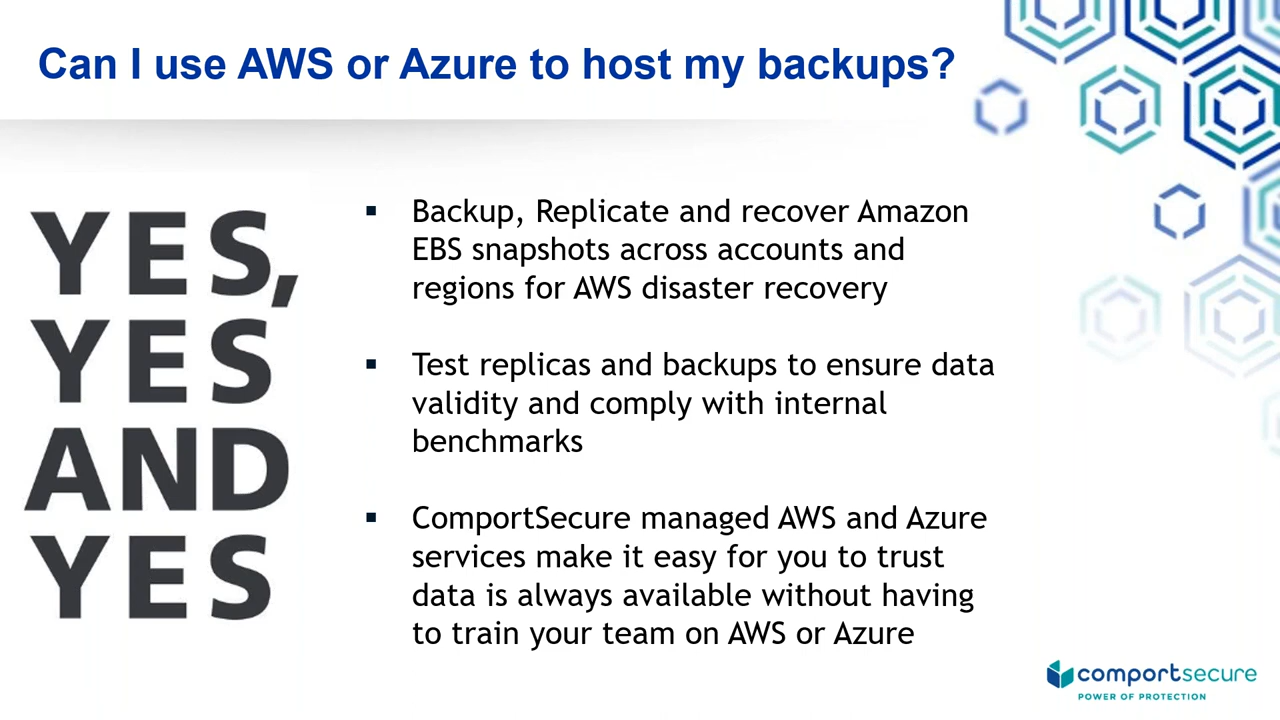 Can I use AWS or Azure to host my backups?
YES,
YES
AND
YES
▪ Backup, Replicate and recover Amazon
EBS snapshots across accounts and
regions for AWS disaster recovery
▪ Test replicas and backups to ensure data
validity and comply with internal
benchmarks
▪ ComportSecure managed AWS and Azure
services make it easy for you to trust
data is always available without having
to train your team on AWS or Azure
comportsecure
POWER OF PROTECTION